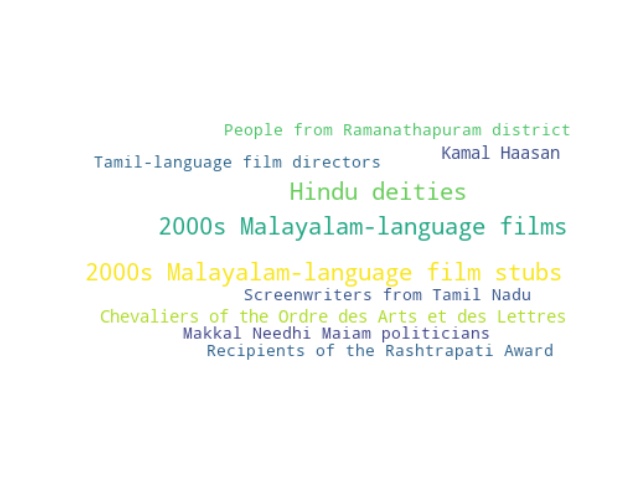 People from Ramanathapuram district
Kamal Haasan
Tamil-language film directors
Hindu deities
2000s Malayalam-language films
2000s Malayalam-language film stubs
Screenwriters from Tamil Nadu
Chevaliers of the Ordre des Arts et des Lettres
Makkal Needhi Maiam politicians
Recipients of the Rashtrapati Award